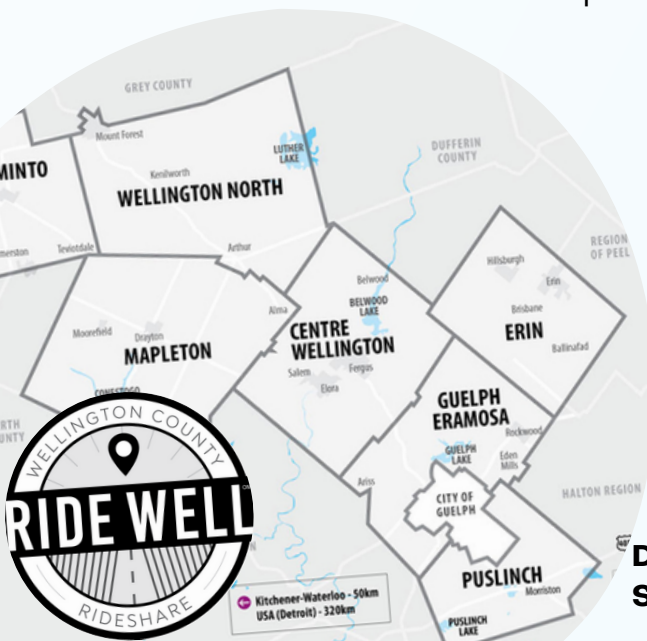 GREY COUNTY
Mount Forest
LUTHER
LAKE
DUFFERIN
COUNTY
MINTO
Kenilworth
WELLINGTON NORTH
Teviotdale
Arthur
REGION
OF PEEL
Hillsburgh
Erin
Belwood
BELWOOD
LAKE
Brisbane
ERIN
Ballinafad
Alma
CENTRE
WELLINGTON
Moorefield
Drayton
MAPLETON
Salem
Fergus
Elora
CONESTOGO
GUELPH
ERAMOSA
Rockwood
GUELPH
LAKE
Eden
Mills
Ariss
CITY OF
GUELPH
HALTON REGION
WELLINGTON COUNTY
RIDE WELL
RIDESHARE
PUSLINCH
Morriston
PUSLINCH
LAKE
Kitchener-Waterloo - 50km
USA (Detroit) - 320km